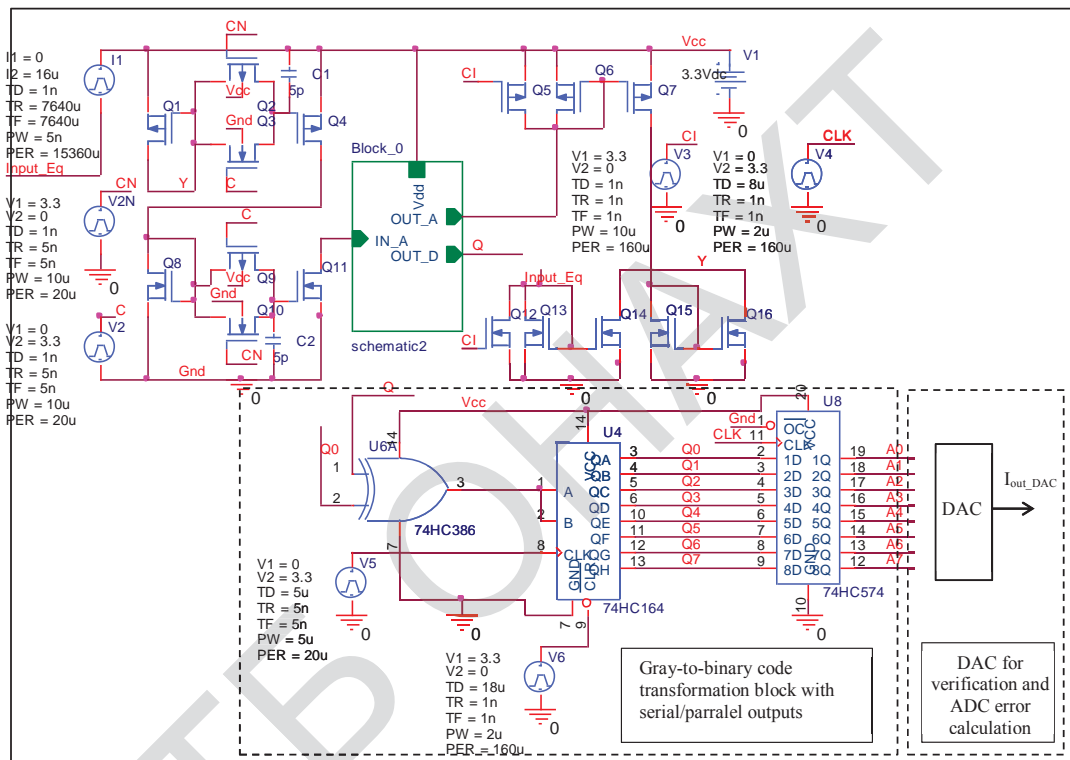 I1 = 0
I2 = 16u
TD = 1n
TR = 7640u
TF = 7640u
PW = 5n
PER = 15360u
Input_Eq
I1
CN
Vcc
Q1
Q2
Q3
Gnd
Y
C
C1
5p
Q4
Vcc
V1
3.3Vdc
0
CI
Q5
Q6
Q7
V1 = 3.3
V2 = 0
TD = 1n
TR = 5n
TF = 5n
PW = 10u
PER = 20u
CN
V2N
0
V1 = 0
V2 = 3.3
TD = 1n
TR = 5n
TF = 5n
PW = 10u
PER = 20u
C
V2
Gnd
0
Q8
C
Vcc
Q9
Gnd
Q10
CN
C2
5p
Q11
Block_0
Vdd
OUT_A
IN_A
OUT_D
Q
schematic2
V1 = 3.3
V2 = 0
TD = 1n
TR = 1n
TF = 1n
PW = 10u
PER = 160u
CI
V3
0
V1 = 0
V2 = 3.3
TD = 8u
TR = 1n
TF = 1n
PW = 2u
PER = 160u
CLK
V4
0
Input_Eq
Y
CI
Q12
Q13
Q14
Q15
Q16
0
0
Q
Vcc
Q0
U6A
14
1
2
3
7
74HC386
V1 = 0
V2 = 3.3
TD = 5u
TR = 5n
TF = 5n
PW = 5u
PER = 20u
V5
0
0
V1 = 3.3
V2 = 0
TD = 18u
TR = 1n
TF = 1n
PW = 2u
PER = 160u
V6
0
14
U4
VCC
1 A
2 B
8 CLK
GND
CLR
7
9
QA 3 Q0
QB 4 Q1
QC 5 Q2
QD 6 Q3
QE 10 Q4
QF 11 Q5
QG 12 Q6
QH 13 Q7
74HC164
U8
20
VCC
Gnd 1 OC
CLK 11 CLK
2 1D 1Q 19 A0
3 2D 2Q 18 A1
4 3D 3Q 17 A2
5 4D 4Q 16 A3
6 5D 5Q 15 A4
7 6D 6Q 14 A5
8 7D 7Q 13 A6
9 8D 8Q 12 A7
GND
10
0
74HC574
DAC
Iout_DAC
Gray-to-binary code
transformation block with
serial/parralel outputs
DAC for
verification and
ADC error
calculation
ТЬ ОНАХТ